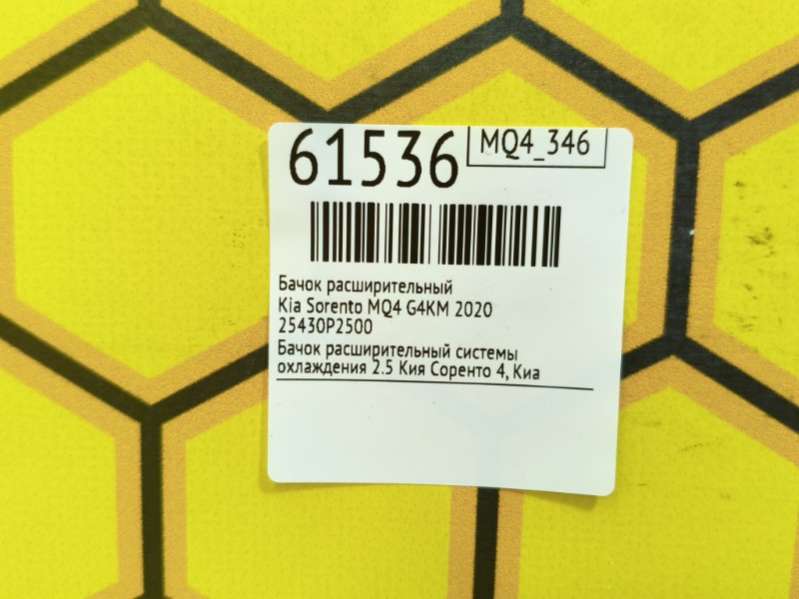 61536
MQ4_346
Бачок расширительный
Kia Sorento MQ4 G4KM 2020
25430P2500
Бачок расширительный системы
охлаждения 2.5 Кия Соренто 4, Киа